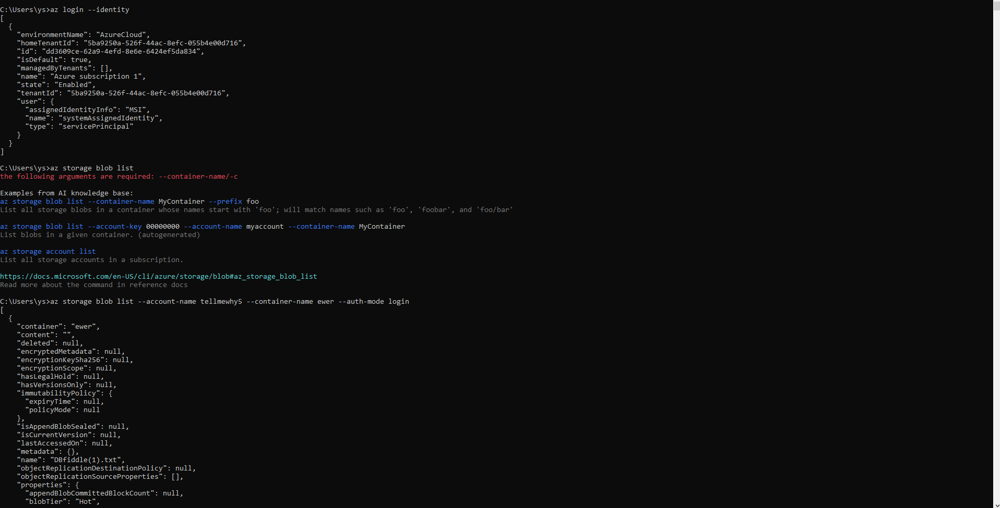 C:\Users\ys>az login --identity
[
  {
    "environmentName": "AzureCloud",
    "homeTenantId": "5ba9250a-526f-44ac-8efc-055b4e00d716",
    "id": "dd3609ce-62a9-4efd-8e6e-6424ef5da834",
    "isDefault": true,
    "managedByTenants": [],
    "name": "Azure subscription 1",
    "state": "Enabled",
    "tenantId": "5ba9250a-526f-44ac-8efc-055b4e00d716",
    "user": {
      "assignedIdentityInfo": "MSI",
      "name": "systemAssignedIdentity",
      "type": "servicePrincipal"
    }
  }
]
C:\Users\ys>az storage blob list
the following arguments are required: --container-name/-c
Examples from AI knowledge base:
az storage blob list --container-name MyContainer --prefix foo
List all storage blobs in a container whose names start with 'foo'; will match names such as 'foo', 'foobar', and 'foo/bar'
az storage blob list --account-key 00000000 --account-name myaccount --container-name MyContainer
List blobs in a given container. (autogenerated)
az storage account list
List all storage accounts in a subscription.
https://docs.microsoft.com/en-US/cli/azure/storage/blob#az_storage_blob_list
Read more about the command in reference docs
C:\Users\ys>az storage blob list --account-name tellmewhy5 --container-name ewer --auth-mode login
[
  {
    "container": "ewer",
    "content": "",
    "deleted": null,
    "encryptedMetadata": null,
    "encryptionKeySha256": null,
    "encryptionScope": null,
    "hasLegalHold": null,
    "hasVersionsOnly": null,
    "immutabilityPolicy": {
      "expiryTime": null,
      "policyMode": null
    },
    "isAppendBlobSealed": null,
    "isCurrentVersion": null,
    "lastAccessedOn": null,
    "metadata": {},
    "name": "DBfiddle(1).txt",
    "objectReplicationDestinationPolicy": null,
    "objectReplicationSourceProperties": [],
    "properties": {
      "appendBlobCommittedBlockCount": null,
      "blobTier": "Hot",